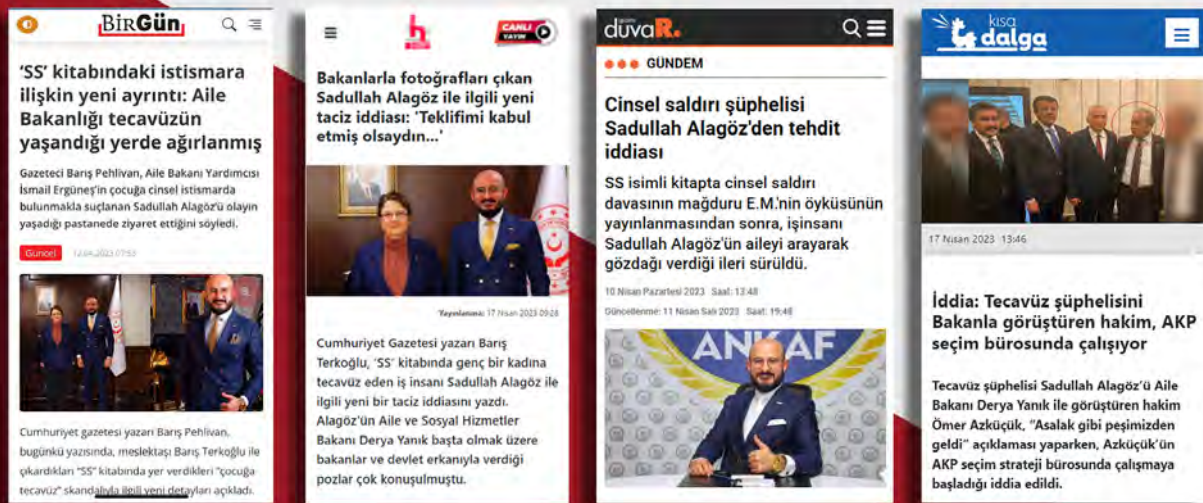 BirGün
'SS' kitabındaki istismara
ilişkin yeni ayrıntı: Aile
Bakanlığı tecavüzün
yaşandığı yerde ağırlanmış
Gazeteci Barış Pehlivan, Aile Bakanı Yardımcısı
İsmail Ergüneş'in çocuğa cinsel istismarda
bulunmakla suçlanan Sadullah Alagöz'ü olayın
yaşadığı pastanede ziyaret ettiğini söyledi.
Güncel 12.04.2023 07:53
Cumhuriyet gazetesi yazarı Barış Pehlivan,
bugünkü yazısında, meslektaşı Barış Terkoğlu ile
çıkardıkları "SS" kitabında yer verdikleri "çocuğa
tecavüz" skandalıyla ilgili yeni detayları açıkladı.
h
CANLI
YAYIN
Bakanlarla fotoğrafları çıkan
Sadullah Alagöz ile ilgili yeni
taciz iddiası: 'Teklifimi kabul
etmiş olsaydın...'
Yayınlanma: 17 Nisan 2023 09:28
Cumhuriyet Gazetesi yazarı Barış
Terkoğlu, 'SS' kitabında genç bir kadına
tecavüz eden iş insanı Sadullah Alagöz ile
ilgili yeni bir taciz iddiasını yazdı.
Alagöz'ün Aile ve Sosyal Hizmetler
Bakanı Derya Yanık başta olmak üzere
bakanlar ve devlet erkanıyla verdiği
pozlar çok konuşulmuştu.
duvaR.
GÜNDEM
Cinsel saldırı şüphelisi
Sadullah Alagöz'den tehdit
iddiası
SS isimli kitapta cinsel saldırı
davasının mağduru E.M.'nin öyküsünün
yayınlanmasından sonra, işinsanı
Sadullah Alagöz'ün aileyi arayarak
gözdağı verdiği ileri sürüldü.
10 Nisan Pazartesi 2023 Saat: 13:48
Güncellenme: 11 Nisan Salı 2023 Saat: 19:48
ANKAF
kısa
dalga
17 Nisan 2023 13:46
İddia: Tecavüz şüphelisini
Bakanla görüştüren hakim, AKP
seçim bürosunda çalışıyor
Tecavüz şüphelisi Sadullah Alagöz'ü Aile
Bakanı Derya Yanık ile görüştüren hakim
Ömer Azküçük, "Asalak gibi peşimizden
geldi" açıklaması yaparken, Azküçük'ün
AKP seçim strateji bürosunda çalışmaya
başladığı iddia edildi.